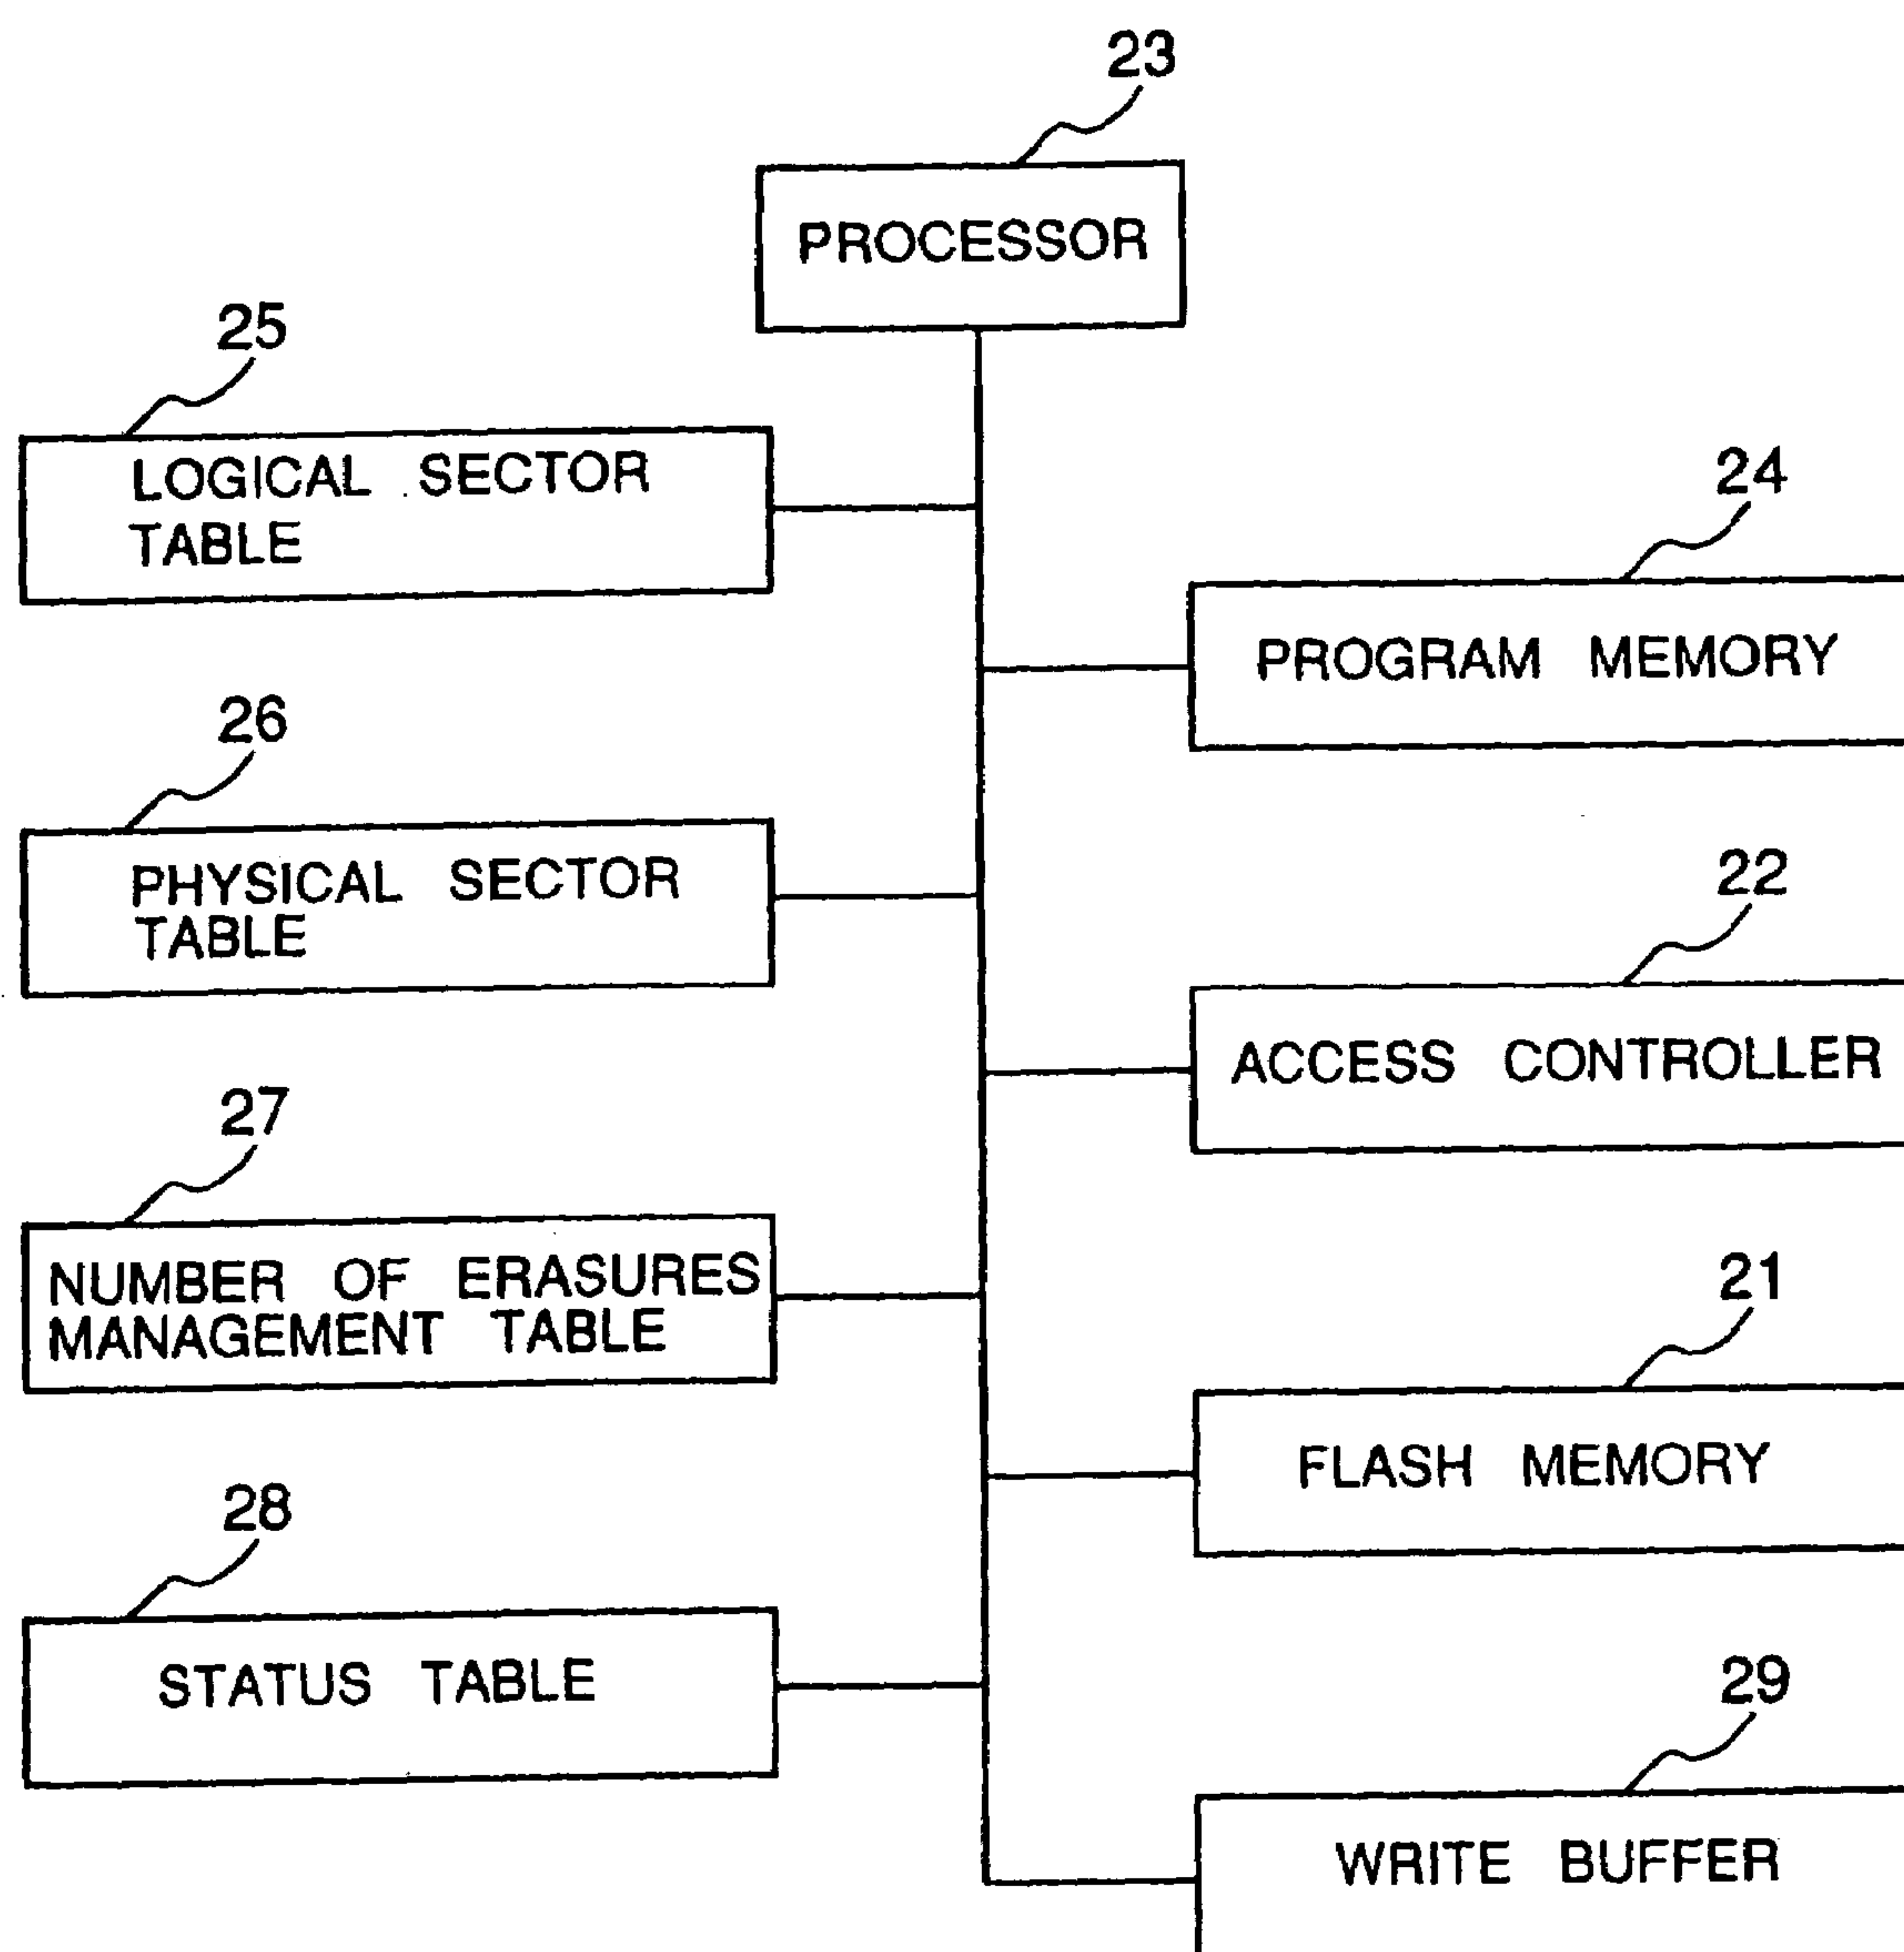 23
PROCESSOR
25
LOGICAL SECTOR
TABLE
24
PROGRAM MEMORY
26
PHYSICAL SECTOR
TABLE
22
ACCESS CONTROLLER
27
NUMBER OF ERASURES
MANAGEMENT TABLE
21
FLASH MEMORY
28
STATUS TABLE
29
WRITE BUFFER